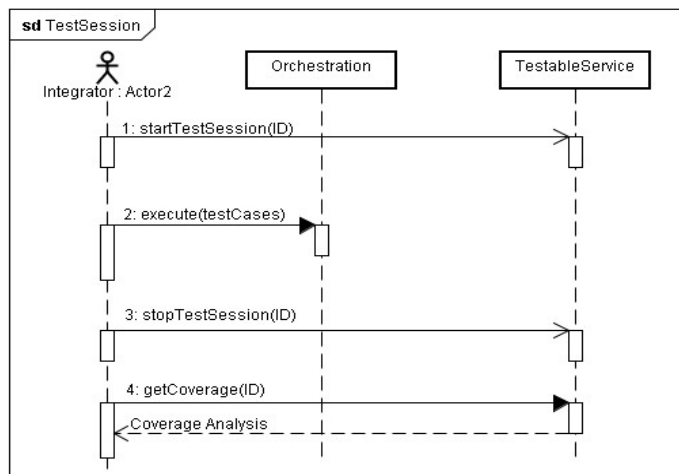 sd TestSession
Orchestration
TestableService
Integrator : Actor2
1: startTestSession(ID)
2: execute(testCases)
3: stopTestSession(ID)
4: getCoverage(ID)
Coverage Analysis